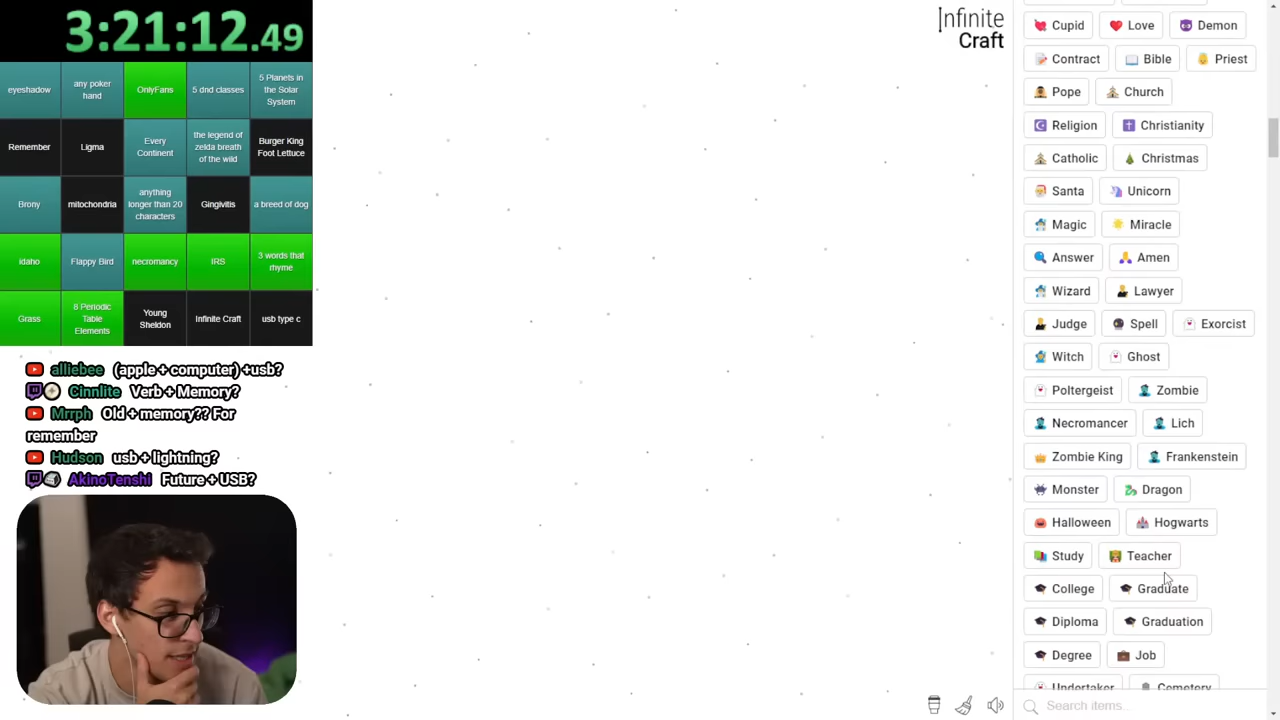 3:21:12.49
Infinite
Craft
eyeshadow
any poker
hand
OnlyFans
5 dnd classes
5 Planets in
the Solar
System
Remember
Ligma
Every
Continent
the legend of
zelda breath
of the wild
Burger King
Foot Lettuce
Brony
mitochondria
anything
longer than 20
characters
Gingivitis
a breed of dog
idaho
Flappy Bird
necromancy
IRS
3 words that
rhyme
Grass
8 Periodic
Table
Elements
Young
Sheldon
Infinite Craft
usb type c
alliebee (apple + computer) +usb?
Cinnlite Verb + Memory?
Mrrph Old + memory?? For
remember
Hudson usb + lightning?
AkinoTenshi Future + USB?
Cupid Love Demon
Contract Bible Priest
Pope Church
Religion Christianity
Catholic Christmas
Santa Unicorn
Magic Miracle
Answer Amen
Wizard Lawyer
Judge Spell Exorcist
Witch Ghost
Poltergeist Zombie
Necromancer Lich
Zombie King Frankenstein
Monster Dragon
Halloween Hogwarts
Study Teacher
College Graduate
Diploma Graduation
Degree Job
Undertaker Cemetery
Search items...